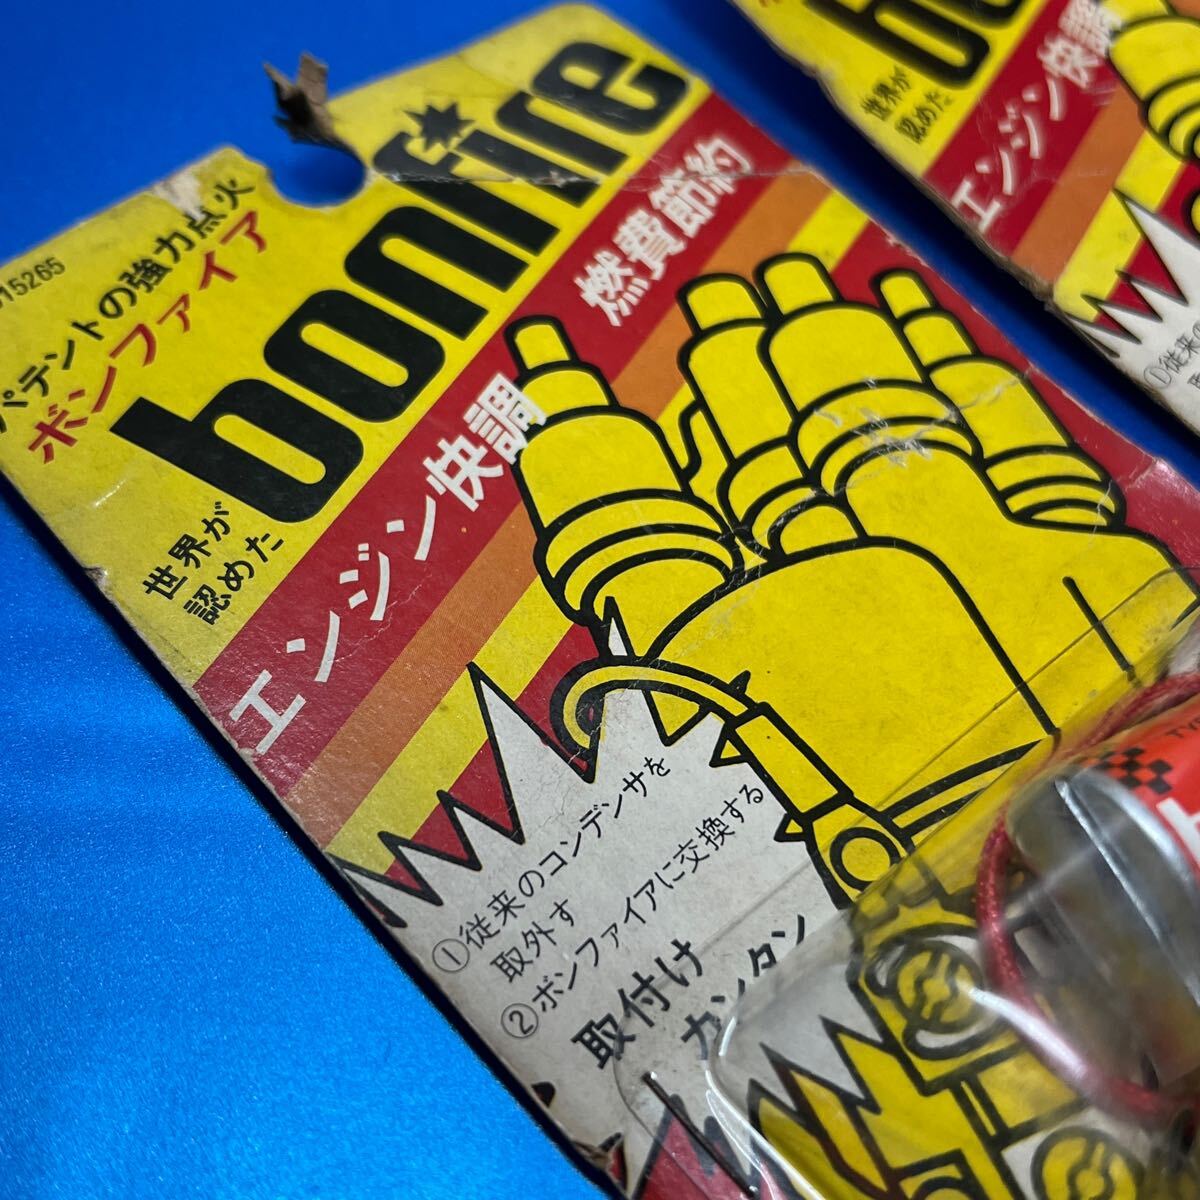 15265
パテントの強力点火
ボンファイア
bonfire
世界が
認めた
エンジン快調
燃費節約
①従来のコンデンサを
取外す
②ボンファイアに交換する
取付け
カンタン
世界が
認めた
エンジン快調
①従来の